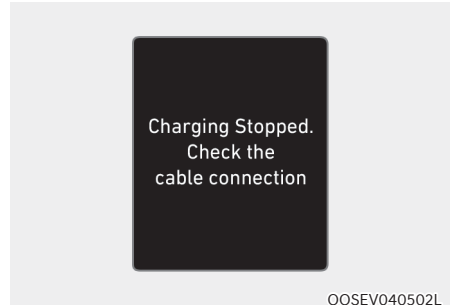 Charging Stopped.
Check the
cable connection
OOSEV040502L